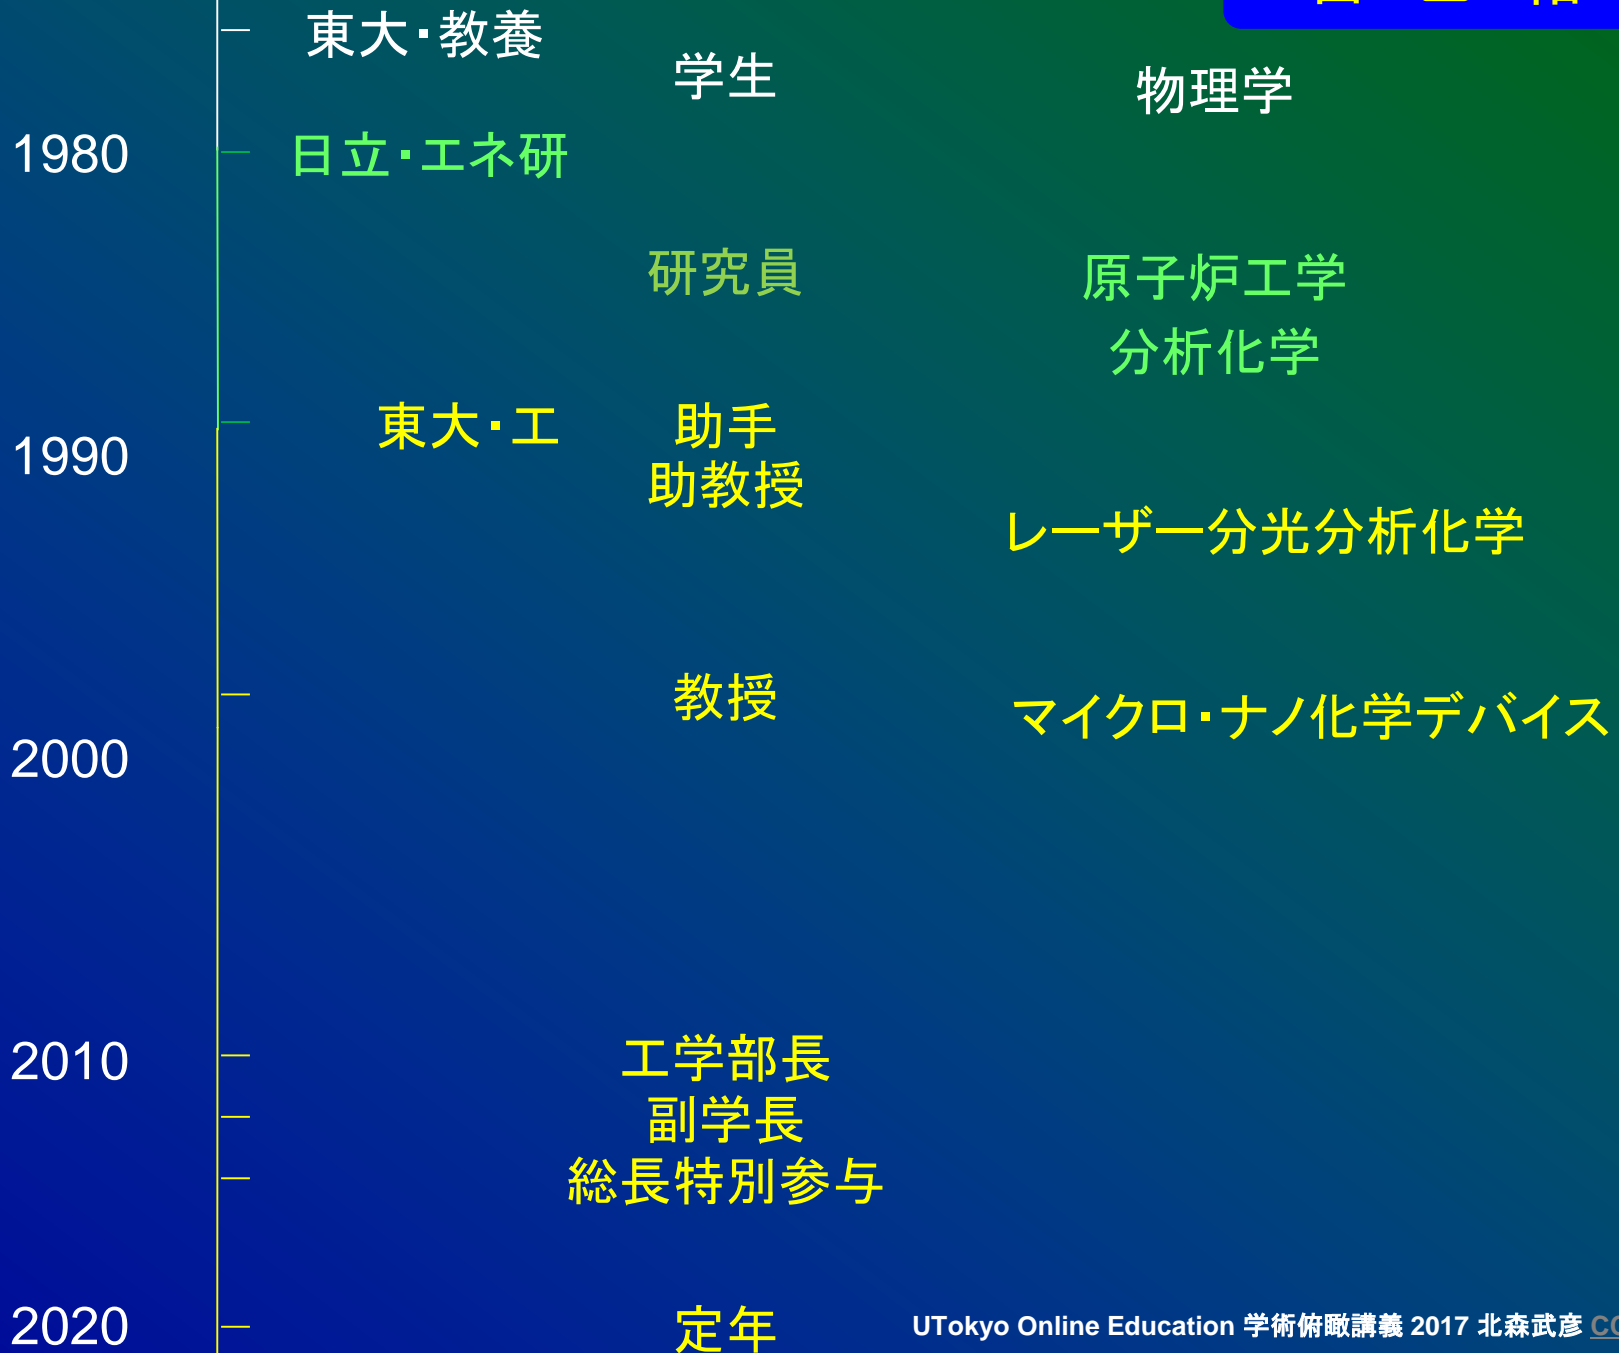 東大・教養
学生
物理学
1980
日立・エネ研
研究員
原子炉工学
分析化学
東大・工
助手
1990
助教授
レーザー分光分析化学
教授
マイクロ・ナノ化学デバイス
2000
2010
工学部長
副学長
総長特別参与
2020
定年
UTokyo Online Education 学術俯瞰講義 2017 北森武彦 CC